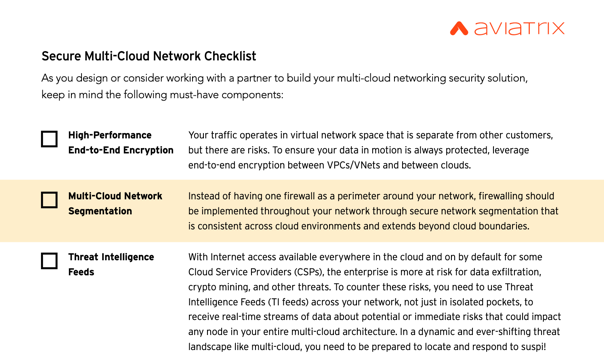 aviatrix
Secure Multi-Cloud Network Checklist
As you design or consider working with a partner to build your multi-cloud networking security solution,
keep in mind the following must-have components:
High-Performance
End-to-End Encryption
Your traffic operates in virtual network space that is separate from other customers,
but there are risks. To ensure your data in motion is always protected, leverage
end-to-end encryption between VPCs/VNets and between clouds.
Multi-Cloud Network
Segmentation
Instead of having one firewall as a perimeter around your network, firewalling should
be implemented throughout your network through secure network segmentation that
is consistent across cloud environments and extends beyond cloud boundaries.
Threat Intelligence
Feeds
With Internet access available everywhere in the cloud and on by default for some
Cloud Service Providers (CSPs), the enterprise is more at risk for data exfiltration,
crypto mining, and other threats. To counter these risks, you need to use Threat
Intelligence Feeds (TI feeds) across your network, not just in isolated pockets, to
receive real-time streams of data about potential or immediate risks that could impact
any node in your entire multi-cloud architecture. In a dynamic and ever-shifting threat
landscape like multi-cloud, you need to be prepared to locate and respond to suspi!